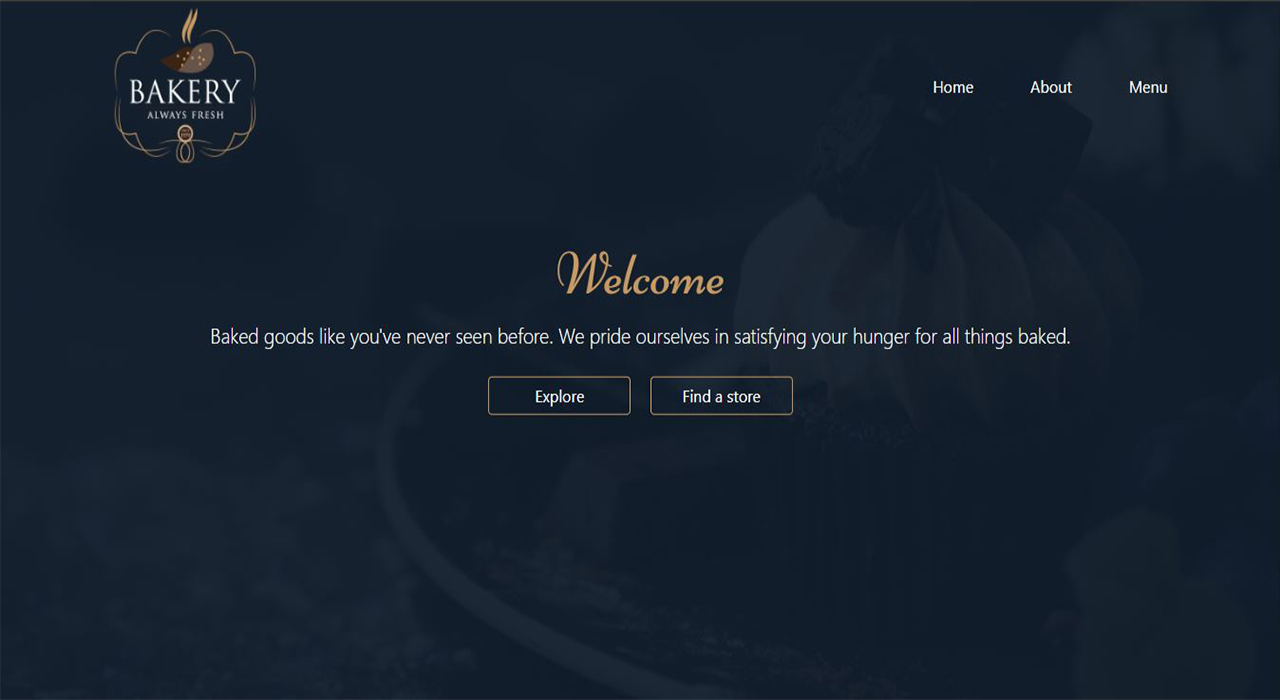 BAKERY
ALWAYS FRESH
Home About Menu
Welcome
Baked goods like you've never seen before. We pride ourselves in satisfying your hunger for all things baked.
Explore Find a store